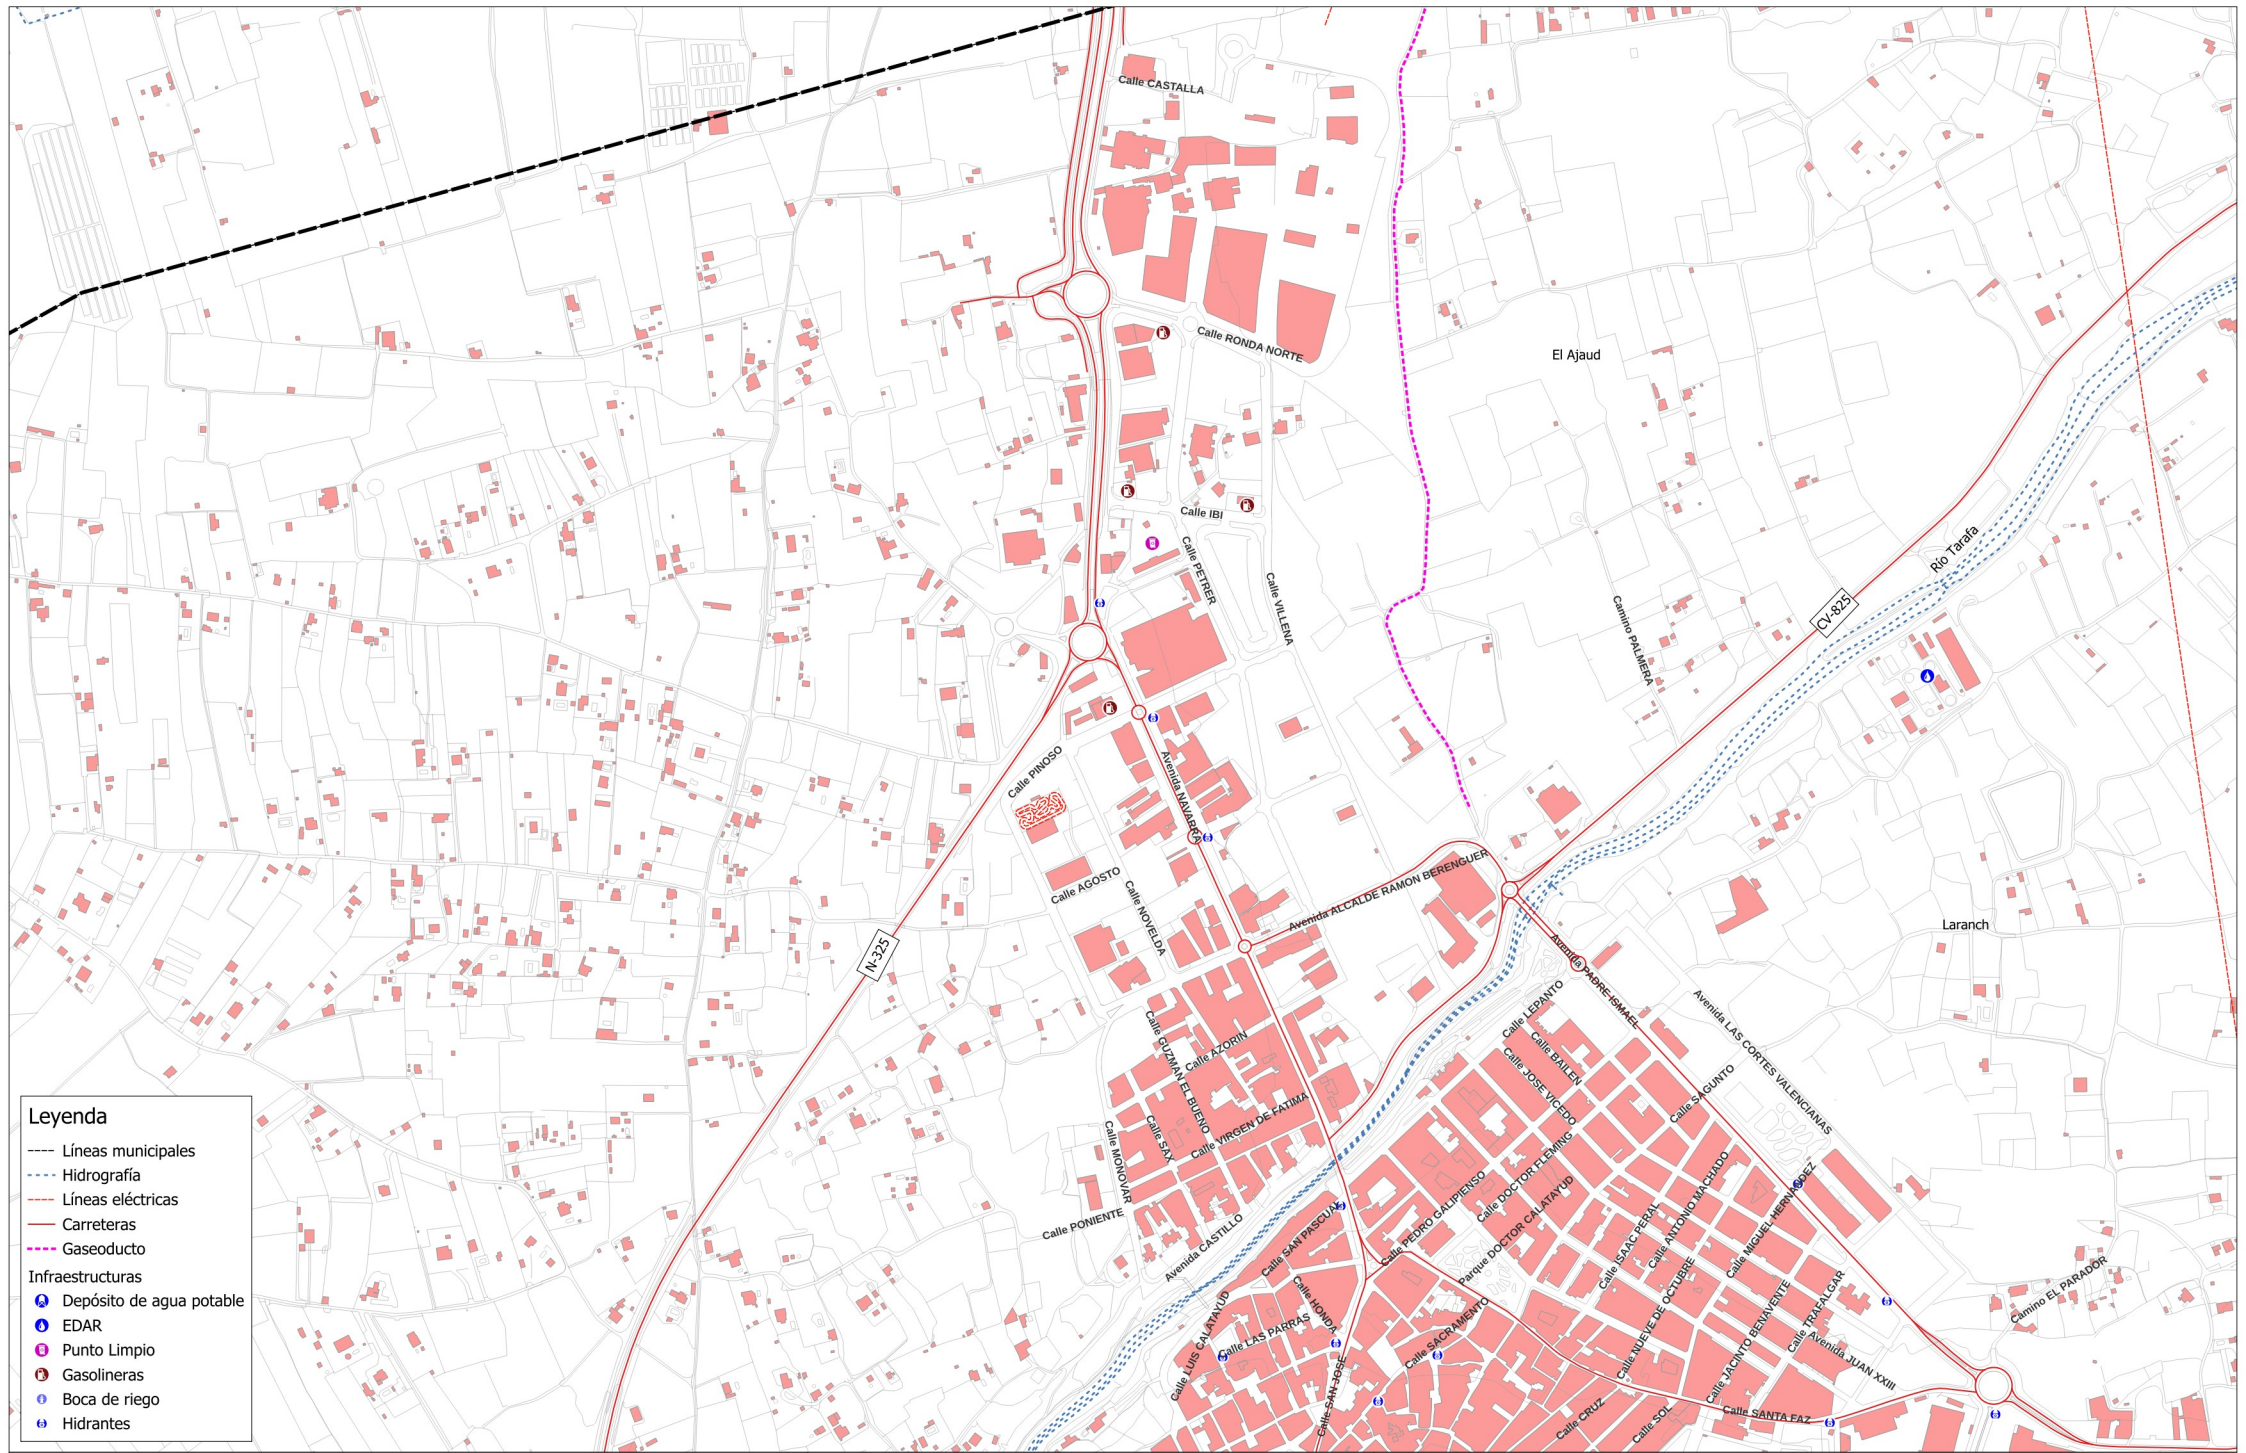 Calle CASTALLA
Calle RONDA NORTE
El Ajaud
Calle IBI
Calle PETRER
Calle VILLENA
Río Tarafa
CV-825
Camino PALMERA
Calle PINOSO
Avenida NAVARRA
Calle AGOSTO
Calle NOVELDA
Avenida ALCALDE RAMON BERENGUER
N-325
Laranch
Avenida PADRE ISMAEL
Calle LEPANTO
Avenida LAS CORTES VALENCIANAS
Calle GUZMAN EL BUENO
Calle AZORIN
Calle BAILEN
Calle JOSE VICEDO
Calle SAGUNTO
Calle VIRGEN DE FATIMA
Calle SAX
Calle MONOVAR
Calle DOCTOR FLEMING
Calle PEDRO GALIPIENSO
Parque DOCTOR CALATAYUD
Calle ISAAC PERAL
Calle ANTONIO MACHADO
Calle MIGUEL HERNANDEZ
Calle PONIENTE
Avenida CASTILLO
Calle SAN PASCUAL
Calle HONDA
Calle LUIS CALATAYUD
Calle LAS PARRAS
Calle SAN JOSE
Calle SACRAMENTO
Calle NUEVE DE OCTUBRE
Calle JACINTO BENAVENTE
Calle TRAFALGAR
Avenida JUAN XXIII
Camino EL PARADOR
Calle CRUZ
Calle SOL
Calle SANTA FAZ
Leyenda
Líneas municipales
Hidrografía
Líneas eléctricas
Carreteras
Gaseoducto
Infraestructuras
Depósito de agua potable
EDAR
Punto Limpio
Gasolineras
Boca de riego
Hidrantes